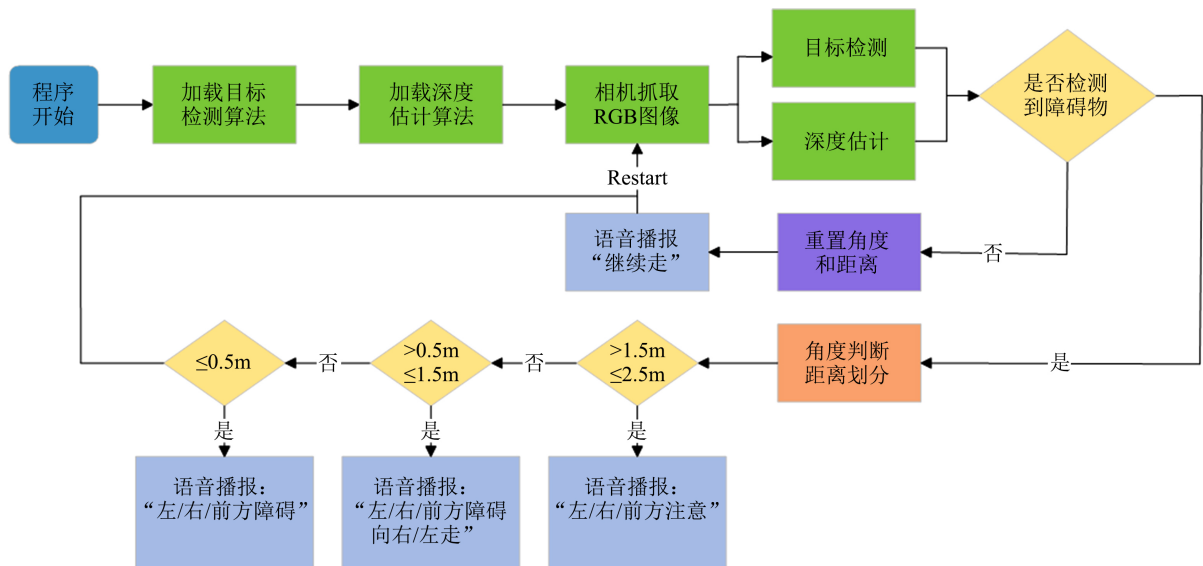 程序
开始
加载目标
检测算法
加载深度
估计算法
相机抓取
RGB图像
目标检测
深度估计
是否检测
到障碍物
Restart
语音播报
“继续走”
重置角度
和距离
否
≤0.5m
否
>0.5m
≤1.5m
否
>1.5m
≤2.5m
角度判断
距离划分
是
是
是
是
语音播报：
“左/右/前方障碍”
语音播报：
“左/右/前方障碍
向右/左走”
语音播报：
“左/右/前方注意”